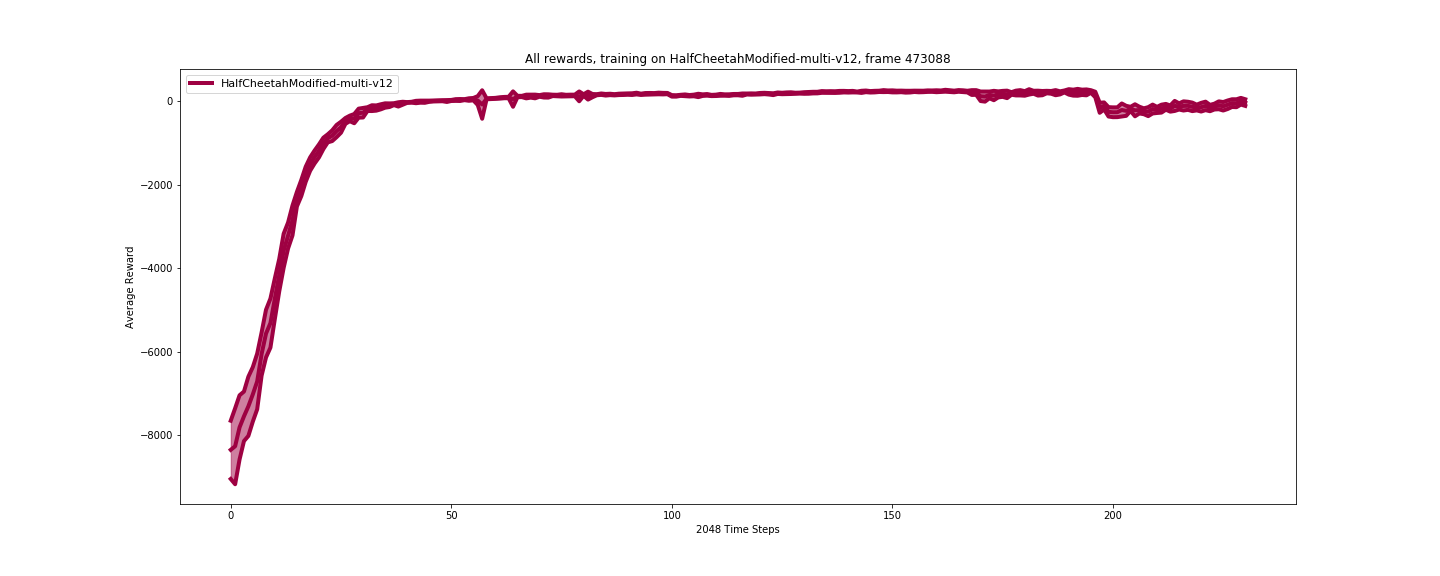 All rewards, training on HalfCheetahModified-multi-v12, frame 473088
HalfCheetahModified-multi-v12
Average Reward
0
−2000
−4000
−6000
−8000
0 50 100 150 200
2048 Time Steps